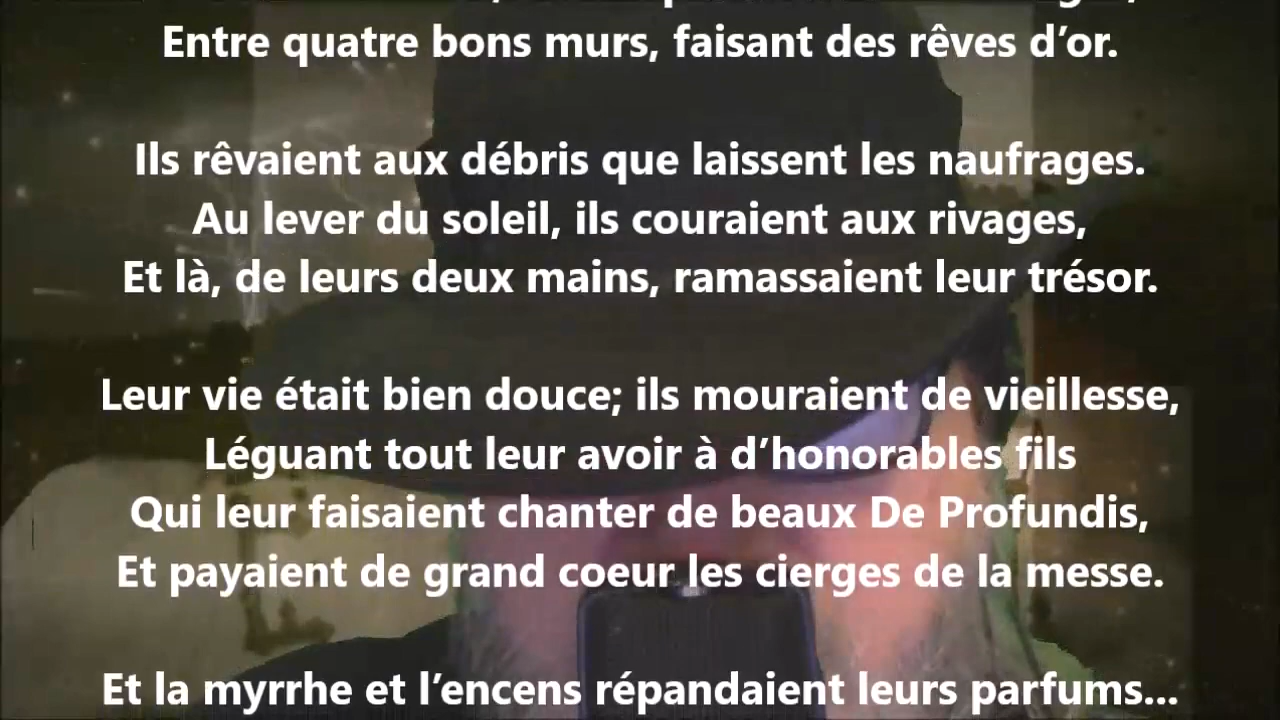 Entre quatre bons murs, faisant des rêves d’or.
Ils rêvaient aux débris que laissent les naufrages.
Au lever du soleil, ils couraient aux rivages,
Et là, de leurs deux mains, ramassaient leur trésor.
Leur vie était bien douce; ils mouraient de vieillesse,
Léguant tout leur avoir à d’honorables fils
Qui leur faisaient chanter de beaux De Profundis,
Et payaient de grand coeur les cierges de la messe.
Et la myrrhe et l’encens répandaient leurs parfums...